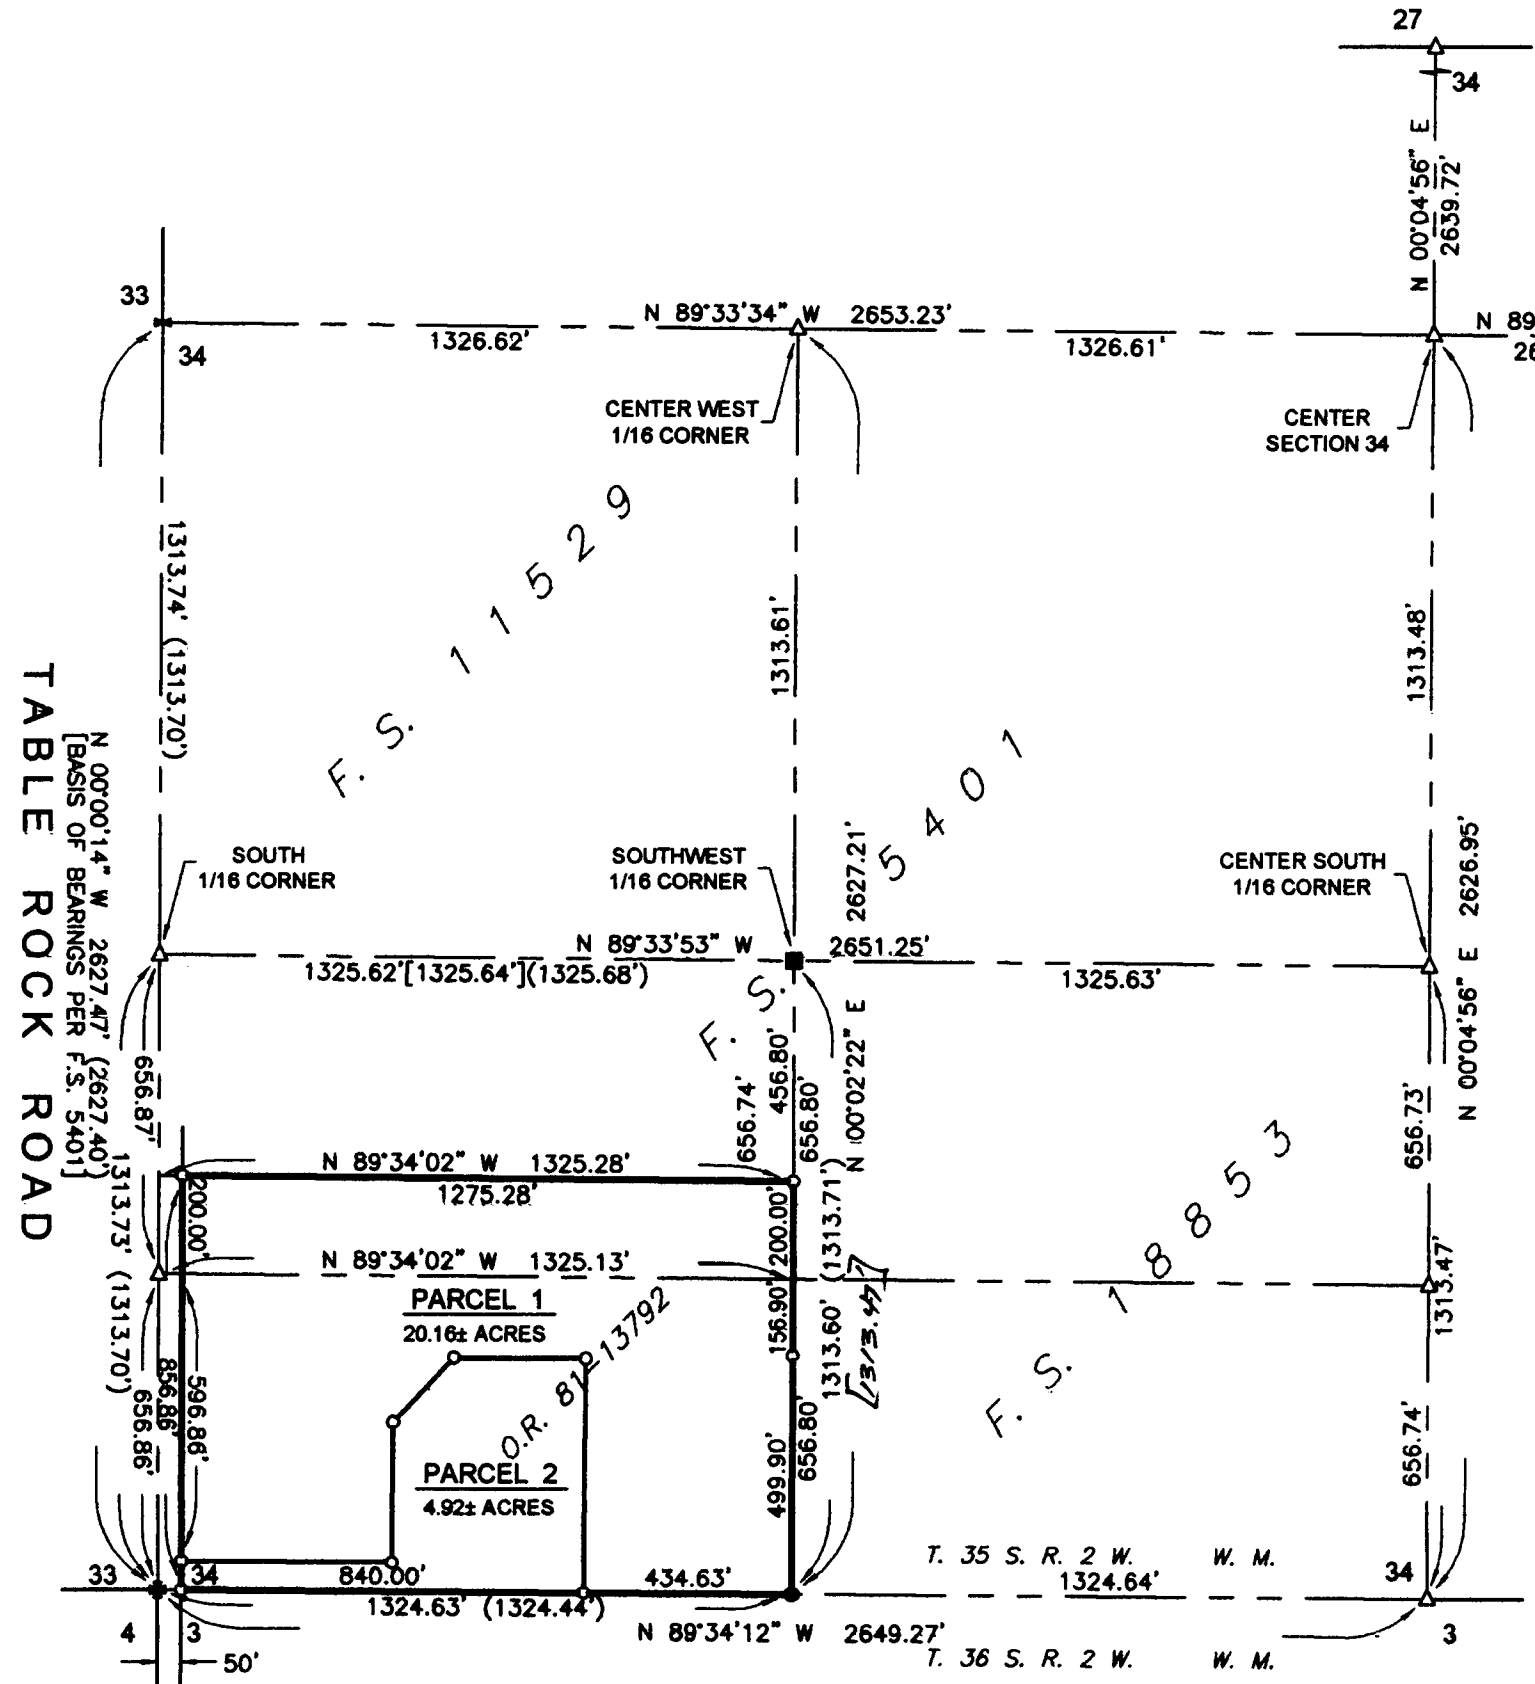 27
34
N 00°04'56" E
2639.72'
33
34
N 89°33'34" W 2653.23'
1326.62'
1326.61'
N 89°
26
CENTER WEST
1/16 CORNER
CENTER
SECTION 34
F. S. 11529
1313.74' (1313.70')
1313.61'
1313.48'
TABLE ROCK ROAD
N 00°00'14" W 2627.47' (2627.40')
[BASIS OF BEARINGS PER F.S. 5401]
F. S. 5401
SOUTH
1/16 CORNER
SOUTHWEST
1/16 CORNER
2627.21'
N 00°02'22" E
CENTER SOUTH
1/16 CORNER
N 00°04'56" E 2626.95'
N 89°33'53" W 2651.25'
1325.62'[1325.64'](1325.68')
1325.63'
656.87'
656.74'
456.80'
656.80'
656.73'
F. S. 18853
N 89°34'02" W 1325.28'
1275.28'
200.00'
200.00'
1313.73' (1313.70')
1313.60' (1313.71')
[1313.47']
1313.47'
N 89°34'02" W 1325.13'
PARCEL 1
20.16± ACRES
156.90'
O.R. 81-13792
596.86'
856.86'
656.86'
PARCEL 2
4.92± ACRES
499.90'
656.80'
656.74'
T. 35 S. R. 2 W. W. M.
33
34
840.00'
434.63'
1324.64'
34
1324.63' (1324.44')
4
3
N 89°34'12" W 2649.27'
3
50'
T. 36 S. R. 2 W. W. M.